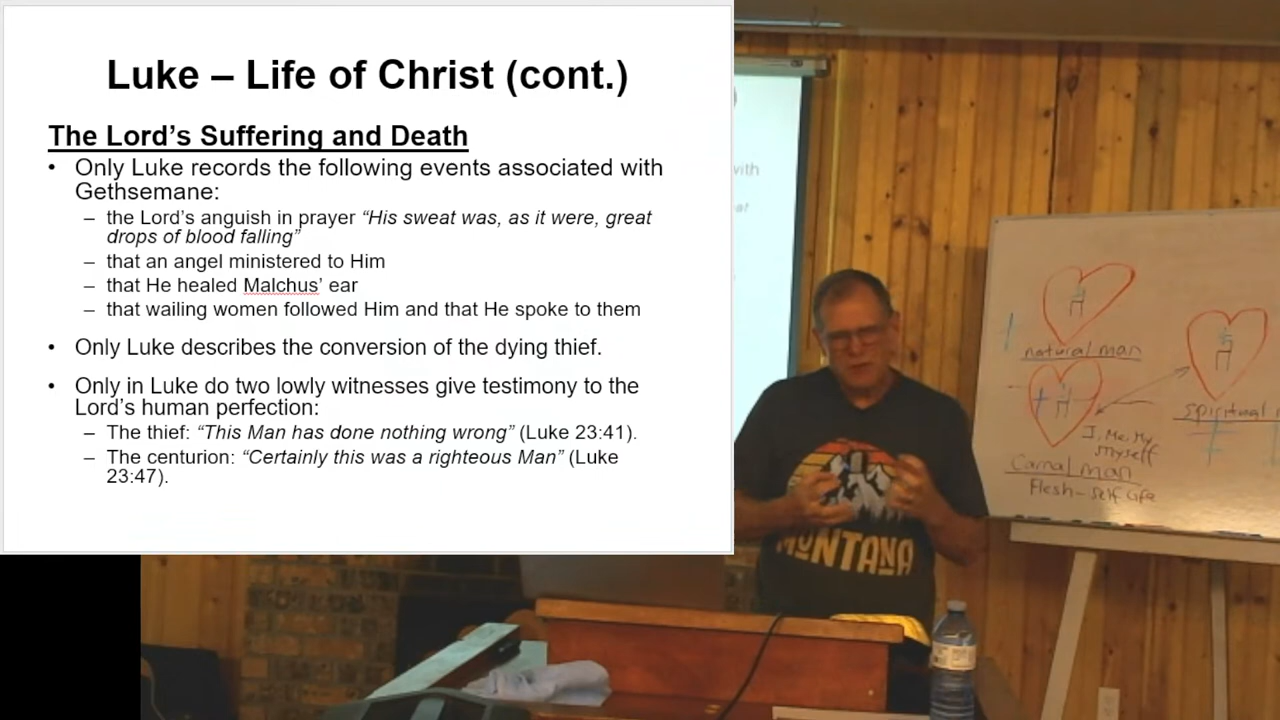 Luke – Life of Christ (cont.)
The Lord's Suffering and Death
• Only Luke records the following events associated with
Gethsemane:
– the Lord's anguish in prayer “His sweat was, as it were, great
drops of blood falling”
– that an angel ministered to Him
– that He healed Malchus' ear
– that wailing women followed Him and that He spoke to them
• Only Luke describes the conversion of the dying thief.
• Only in Luke do two lowly witnesses give testimony to the
Lord's human perfection:
– The thief: “This Man has done nothing wrong” (Luke 23:41).
– The centurion: “Certainly this was a righteous Man” (Luke
23:47).
with
MONTANA
natural man
spiritual
I, Me, My
Myself
Carnal man
Flesh – Self Life